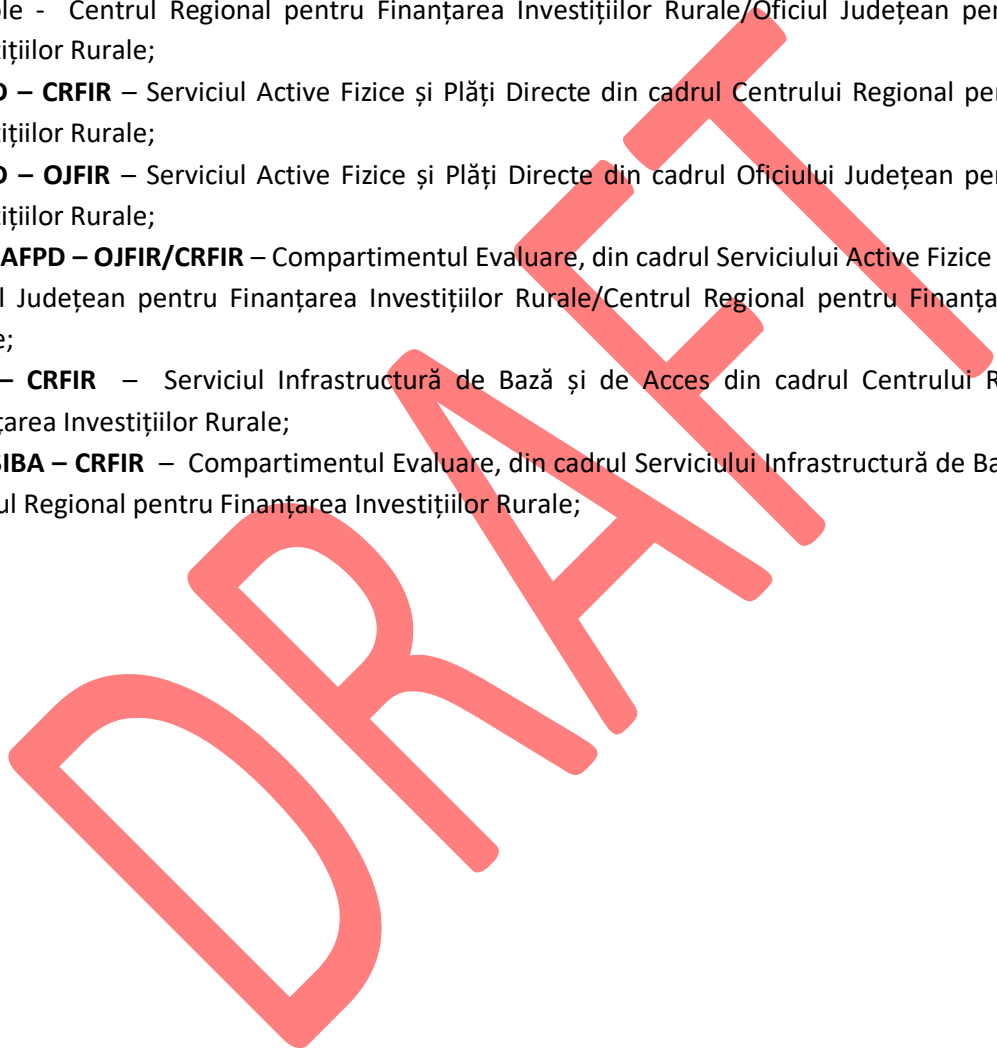 ole - Centrul Regional pentru Finanțarea Investițiilor Rurale/Oficiul Județean pen
tițiilor Rurale;
D – CRFIR – Serviciul Active Fizice și Plăți Directe din cadrul Centrului Regional pen
tițiilor Rurale;
D – OJFIR – Serviciul Active Fizice și Plăți Directe din cadrul Oficiului Județean pen
tițiilor Rurale;
AFPD – OJFIR/CRFIR – Compartimentul Evaluare, din cadrul Serviciului Active Fizice
l Județean pentru Finanțarea Investițiilor Rurale/Centrul Regional pentru Finanța
e;
– CRFIR – Serviciul Infrastructură de Bază și de Acces din cadrul Centrului R
țarea Investițiilor Rurale;
SIBA – CRFIR – Compartimentul Evaluare, din cadrul Serviciului Infrastructură de Ba
ul Regional pentru Finanțarea Investițiilor Rurale;
DRAFT